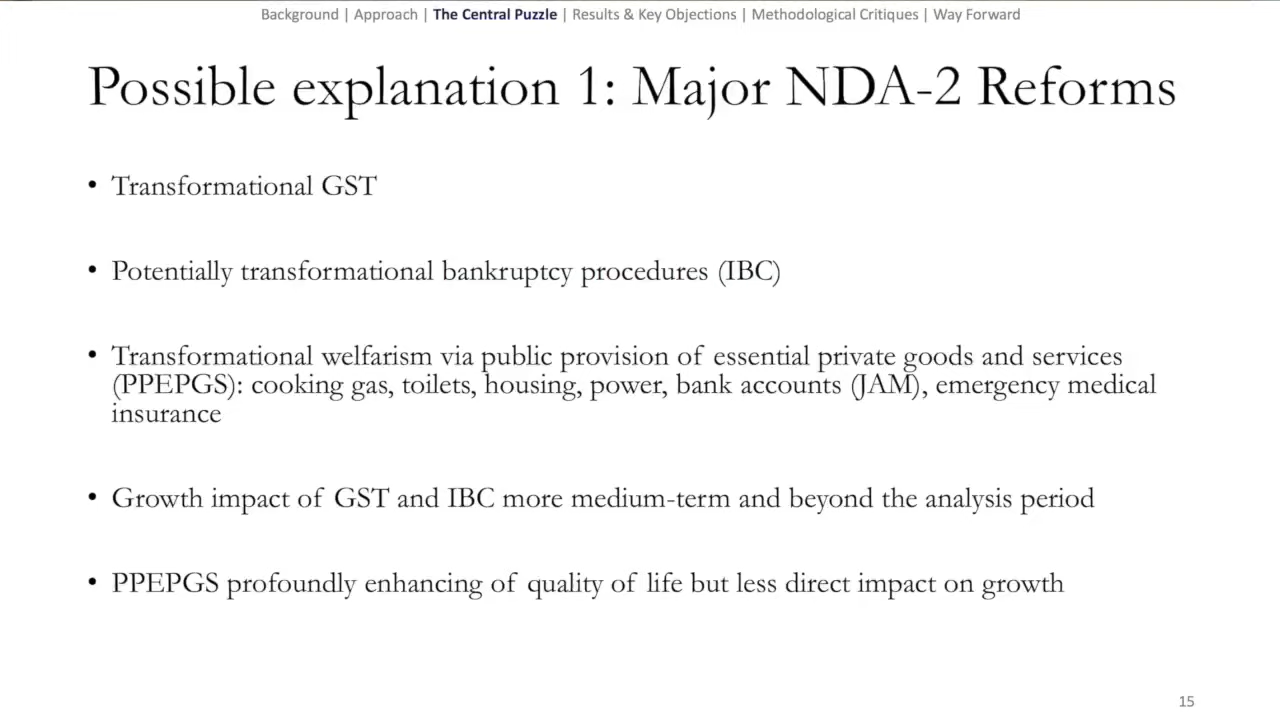 Background | Approach | The Central Puzzle | Results & Key Objections | Methodological Critiques | Way Forward
Possible explanation 1: Major NDA-2 Reforms
• Transformational GST
• Potentially transformational bankruptcy procedures (IBC)
• Transformational welfarism via public provision of essential private goods and services
(PPEPGS): cooking gas, toilets, housing, power, bank accounts (JAM), emergency medical
insurance
• Growth impact of GST and IBC more medium-term and beyond the analysis period
• PPEPGS profoundly enhancing of quality of life but less direct impact on growth
15